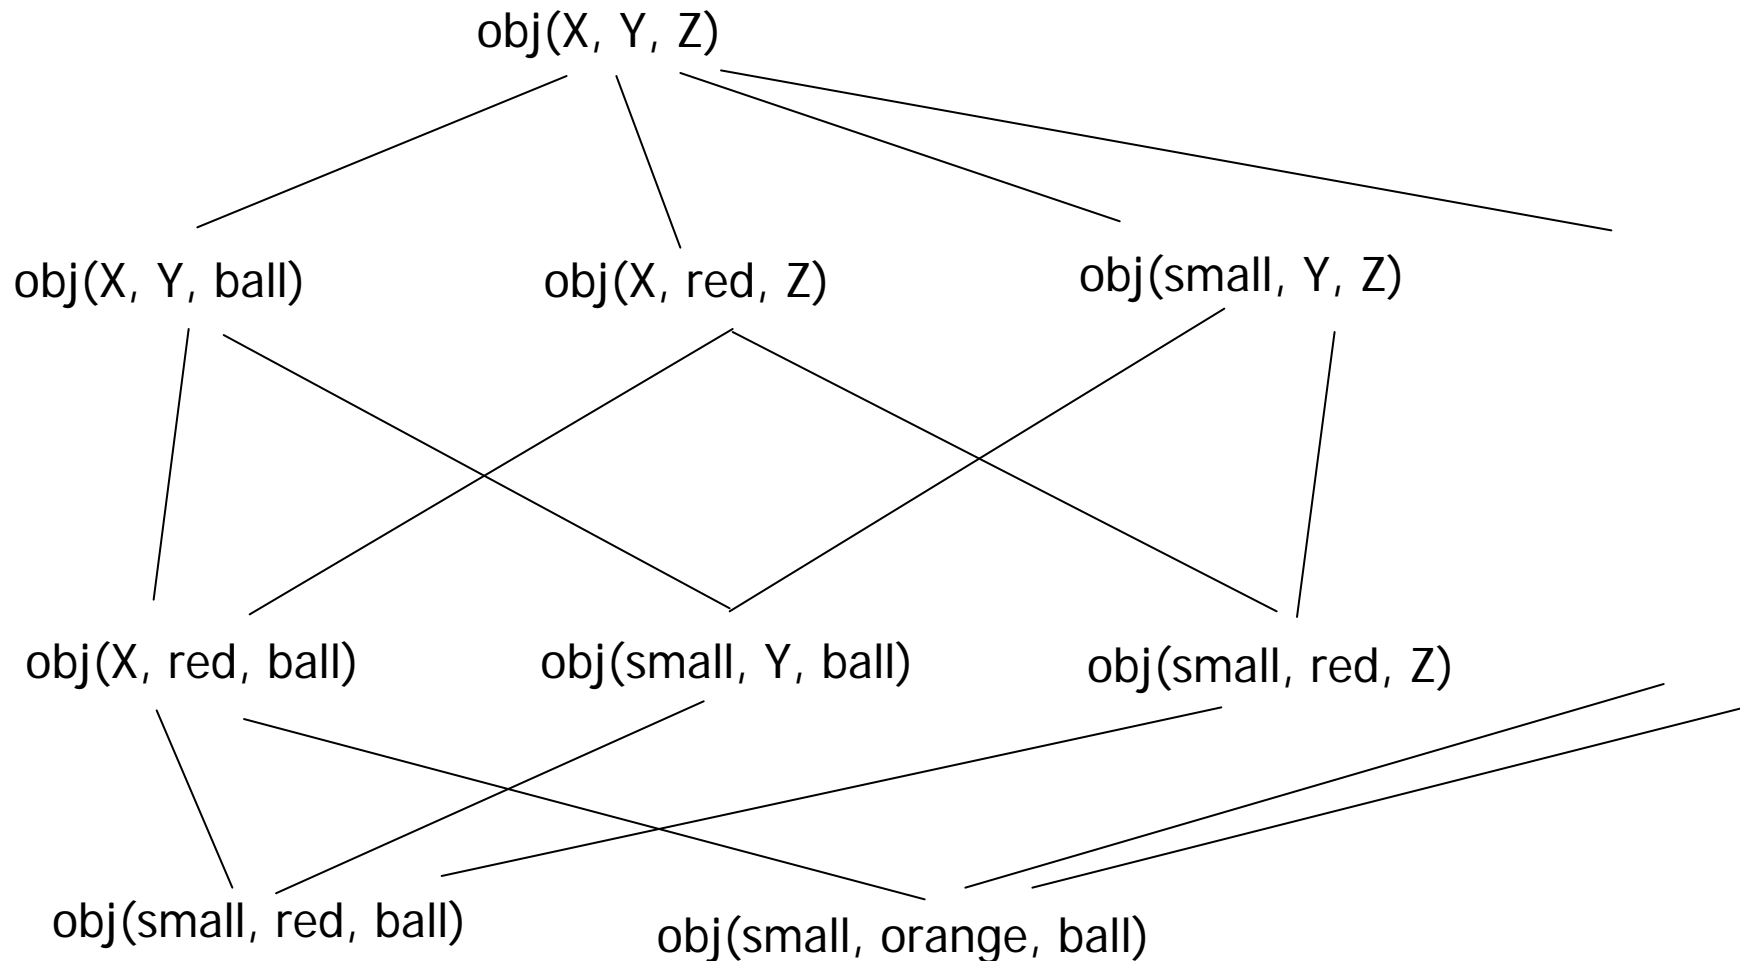 obj(X, Y, Z)
obj(X, Y, ball)
obj(X, red, Z)
obj(small, Y, Z)
obj(X, red, ball)
obj(small, Y, ball)
obj(small, red, Z)
obj(small, red, ball)
obj(small, orange, ball)